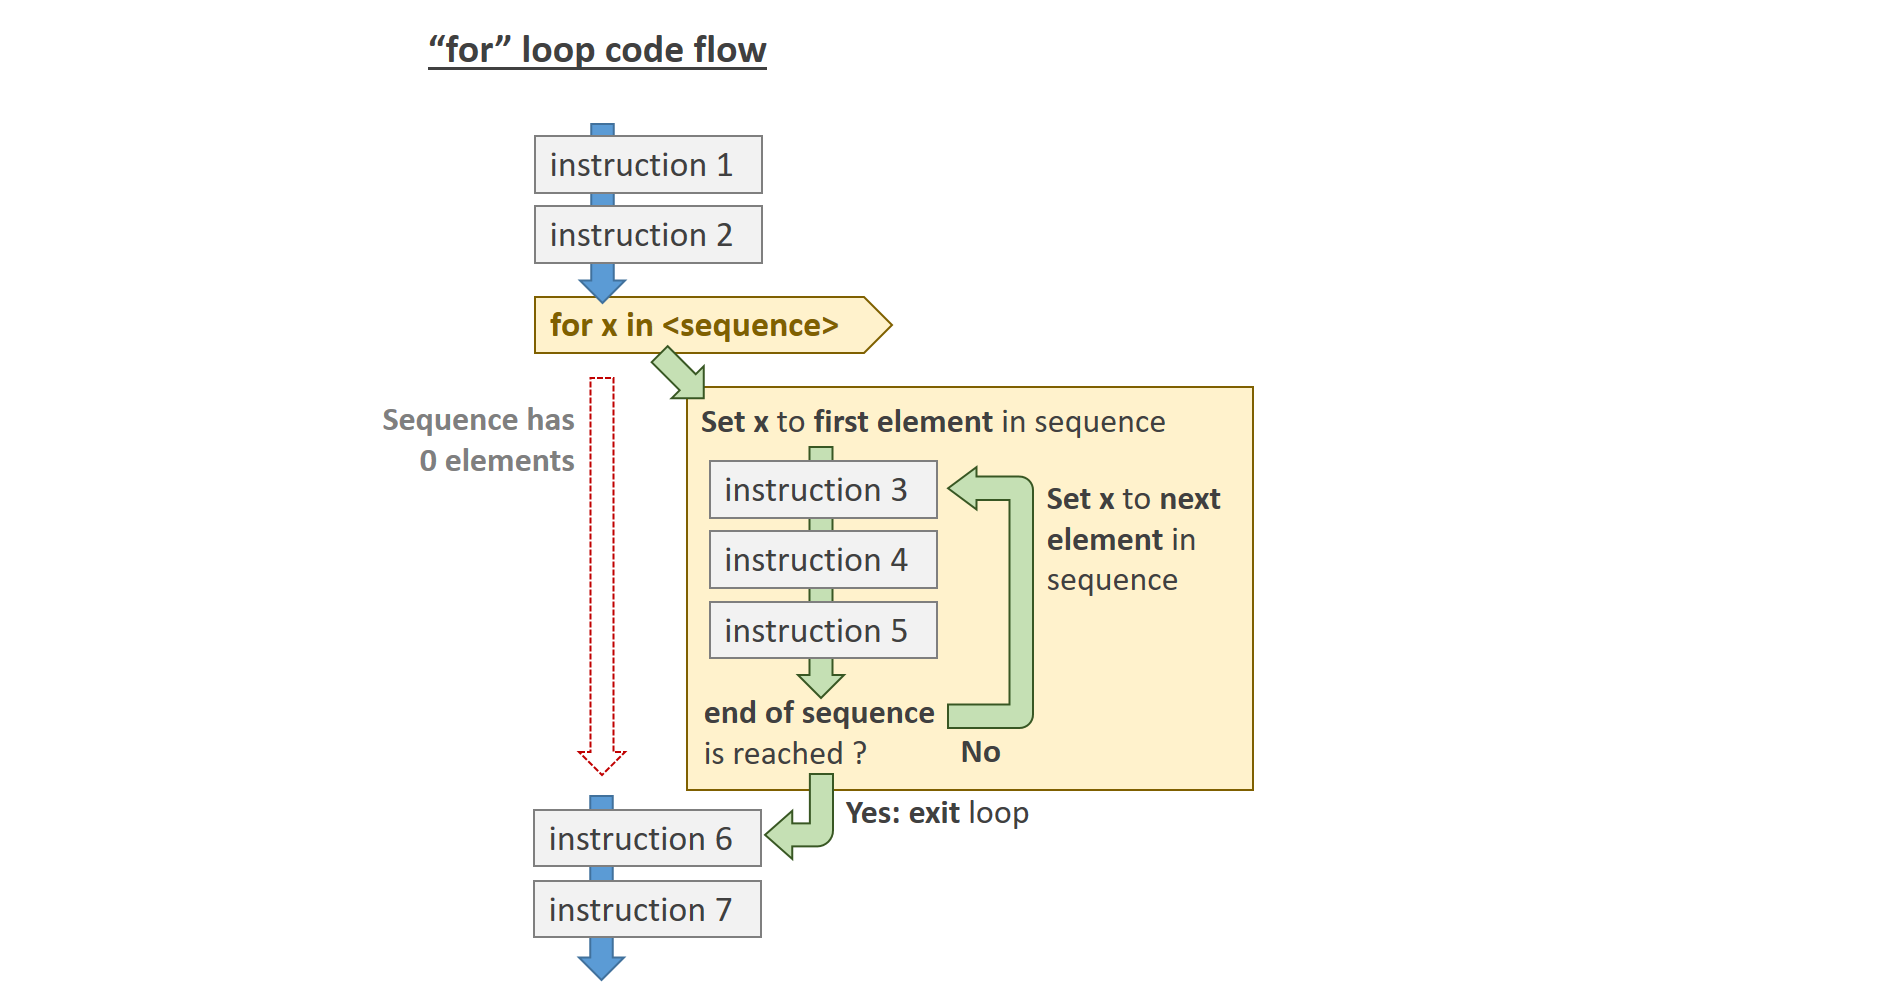 “for” loop code flow
instruction 1
instruction 2
for x in <sequence>
Sequence has
0 elements
Set x to first element in sequence
instruction 3
instruction 4
instruction 5
Set x to next
element in
sequence
end of sequence
is reached ?
No
Yes: exit loop
instruction 6
instruction 7